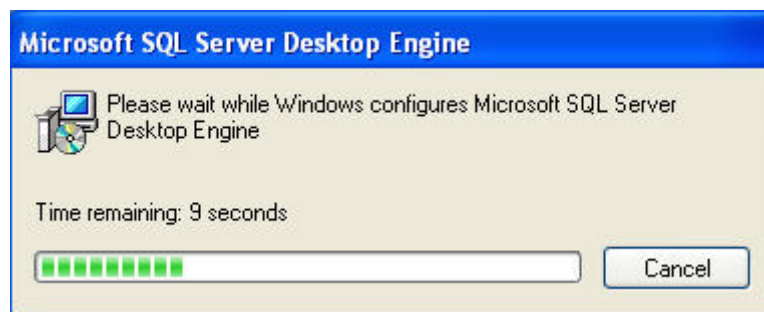 Microsoft SQL Server Desktop Engine
Please wait while Windows configures Microsoft SQL Server
Desktop Engine
Time remaining: 9 seconds
Cancel